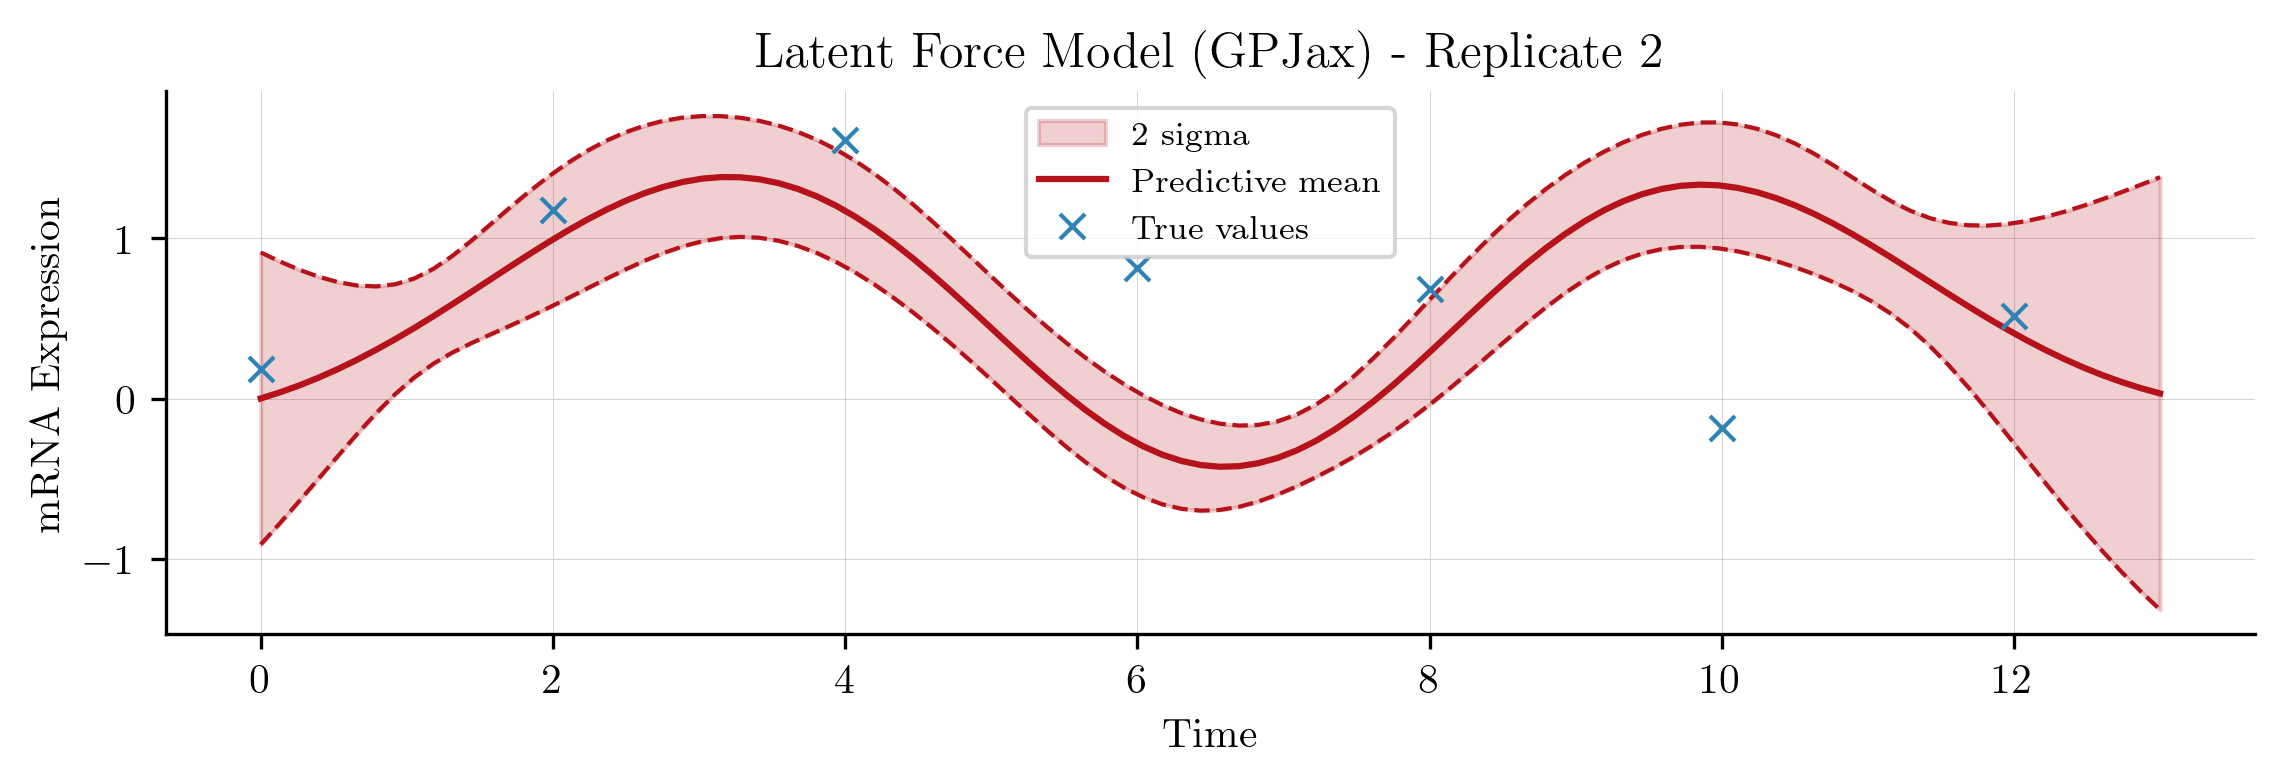 Latent Force Model (GPJax) - Replicate 2
2 sigma
Predictive mean
True values
mRNA Expression
1
0
−1
0 2 4 6 8 10 12
Time